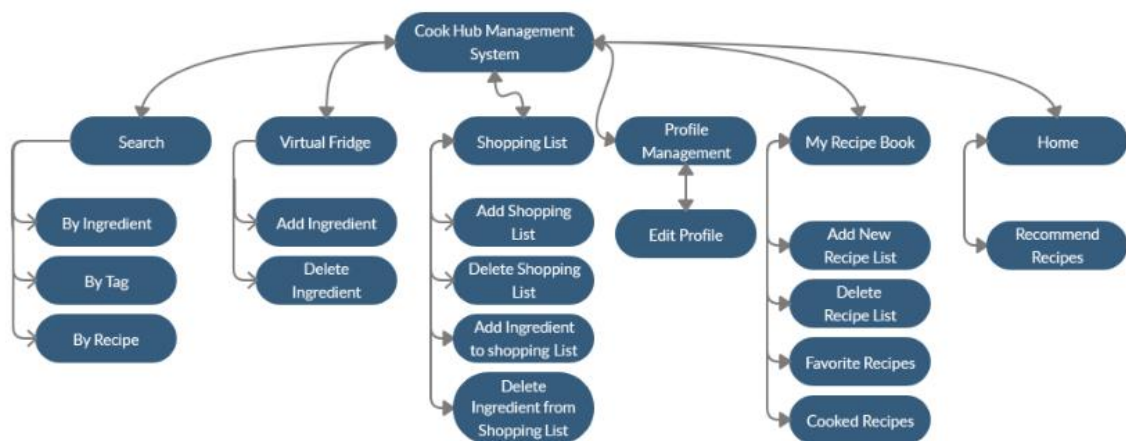 Cook Hub Management
System
Search
Virtual Fridge
Shopping List
Profile
Management
My Recipe Book
Home
By Ingredient
By Tag
By Recipe
Add Ingredient
Delete
Ingredient
Add Shopping
List
Delete Shopping
List
Add Ingredient
to shopping List
Delete
Ingredient from
Shopping List
Edit Profile
Add New
Recipe List
Delete
Recipe List
Favorite Recipes
Cooked Recipes
Recommend
Recipes